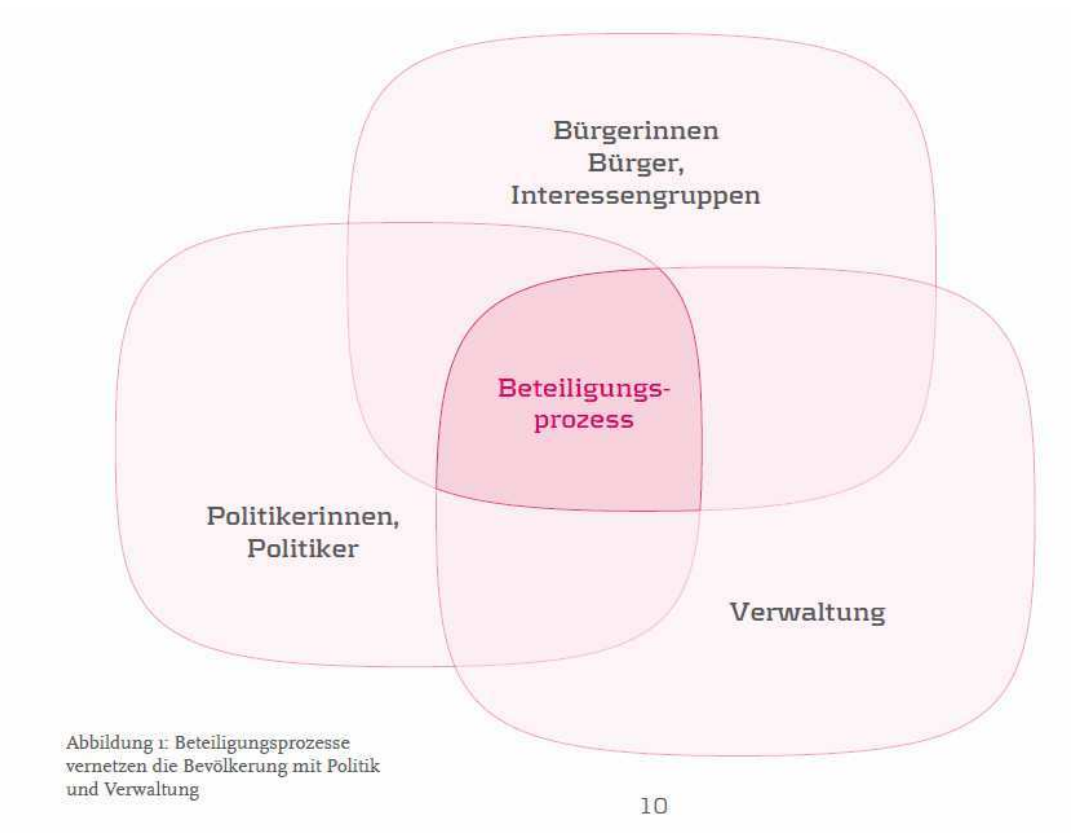 Bürgerinnen
Bürger,
Interessengruppen
Beteiligungs-
prozess
Politikerinnen,
Politiker
Verwaltung
Abbildung 1: Beteiligungsprozesse
vernetzen die Bevölkerung mit Politik
und Verwaltung
10